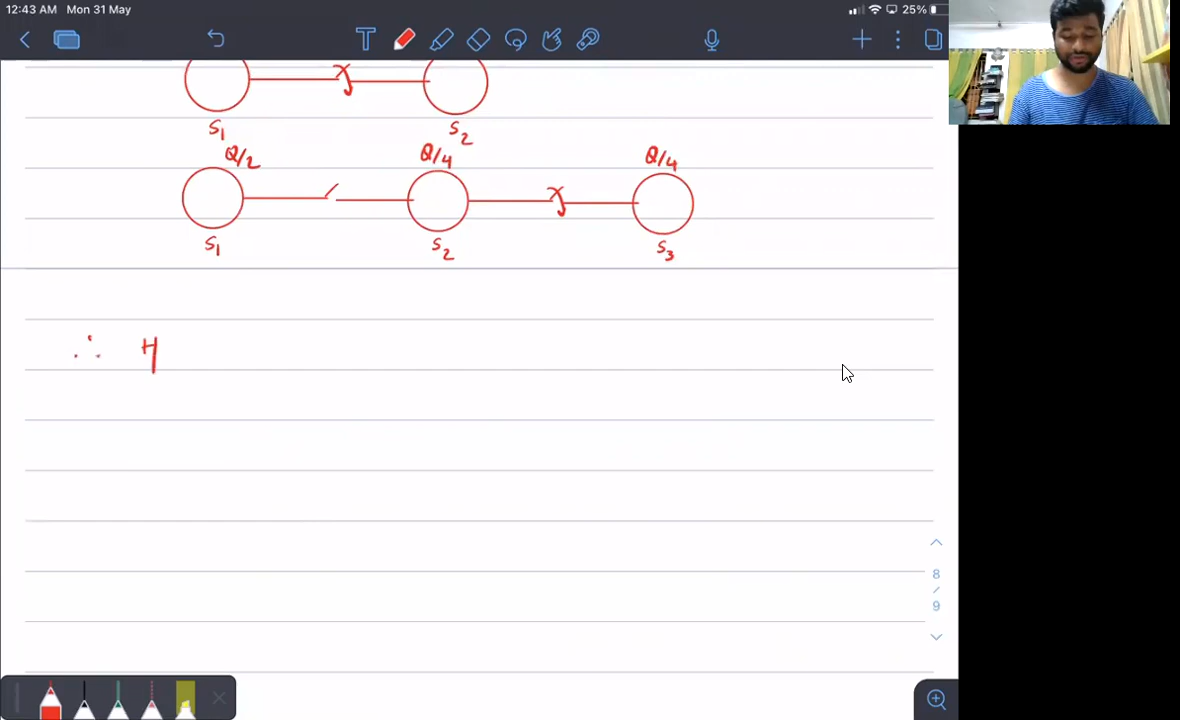 12:43 AM Mon 31 May
25%
S1 S2
Q/2 Q/4 Q/4
S1 S2 S3
∴ H
8
/
9